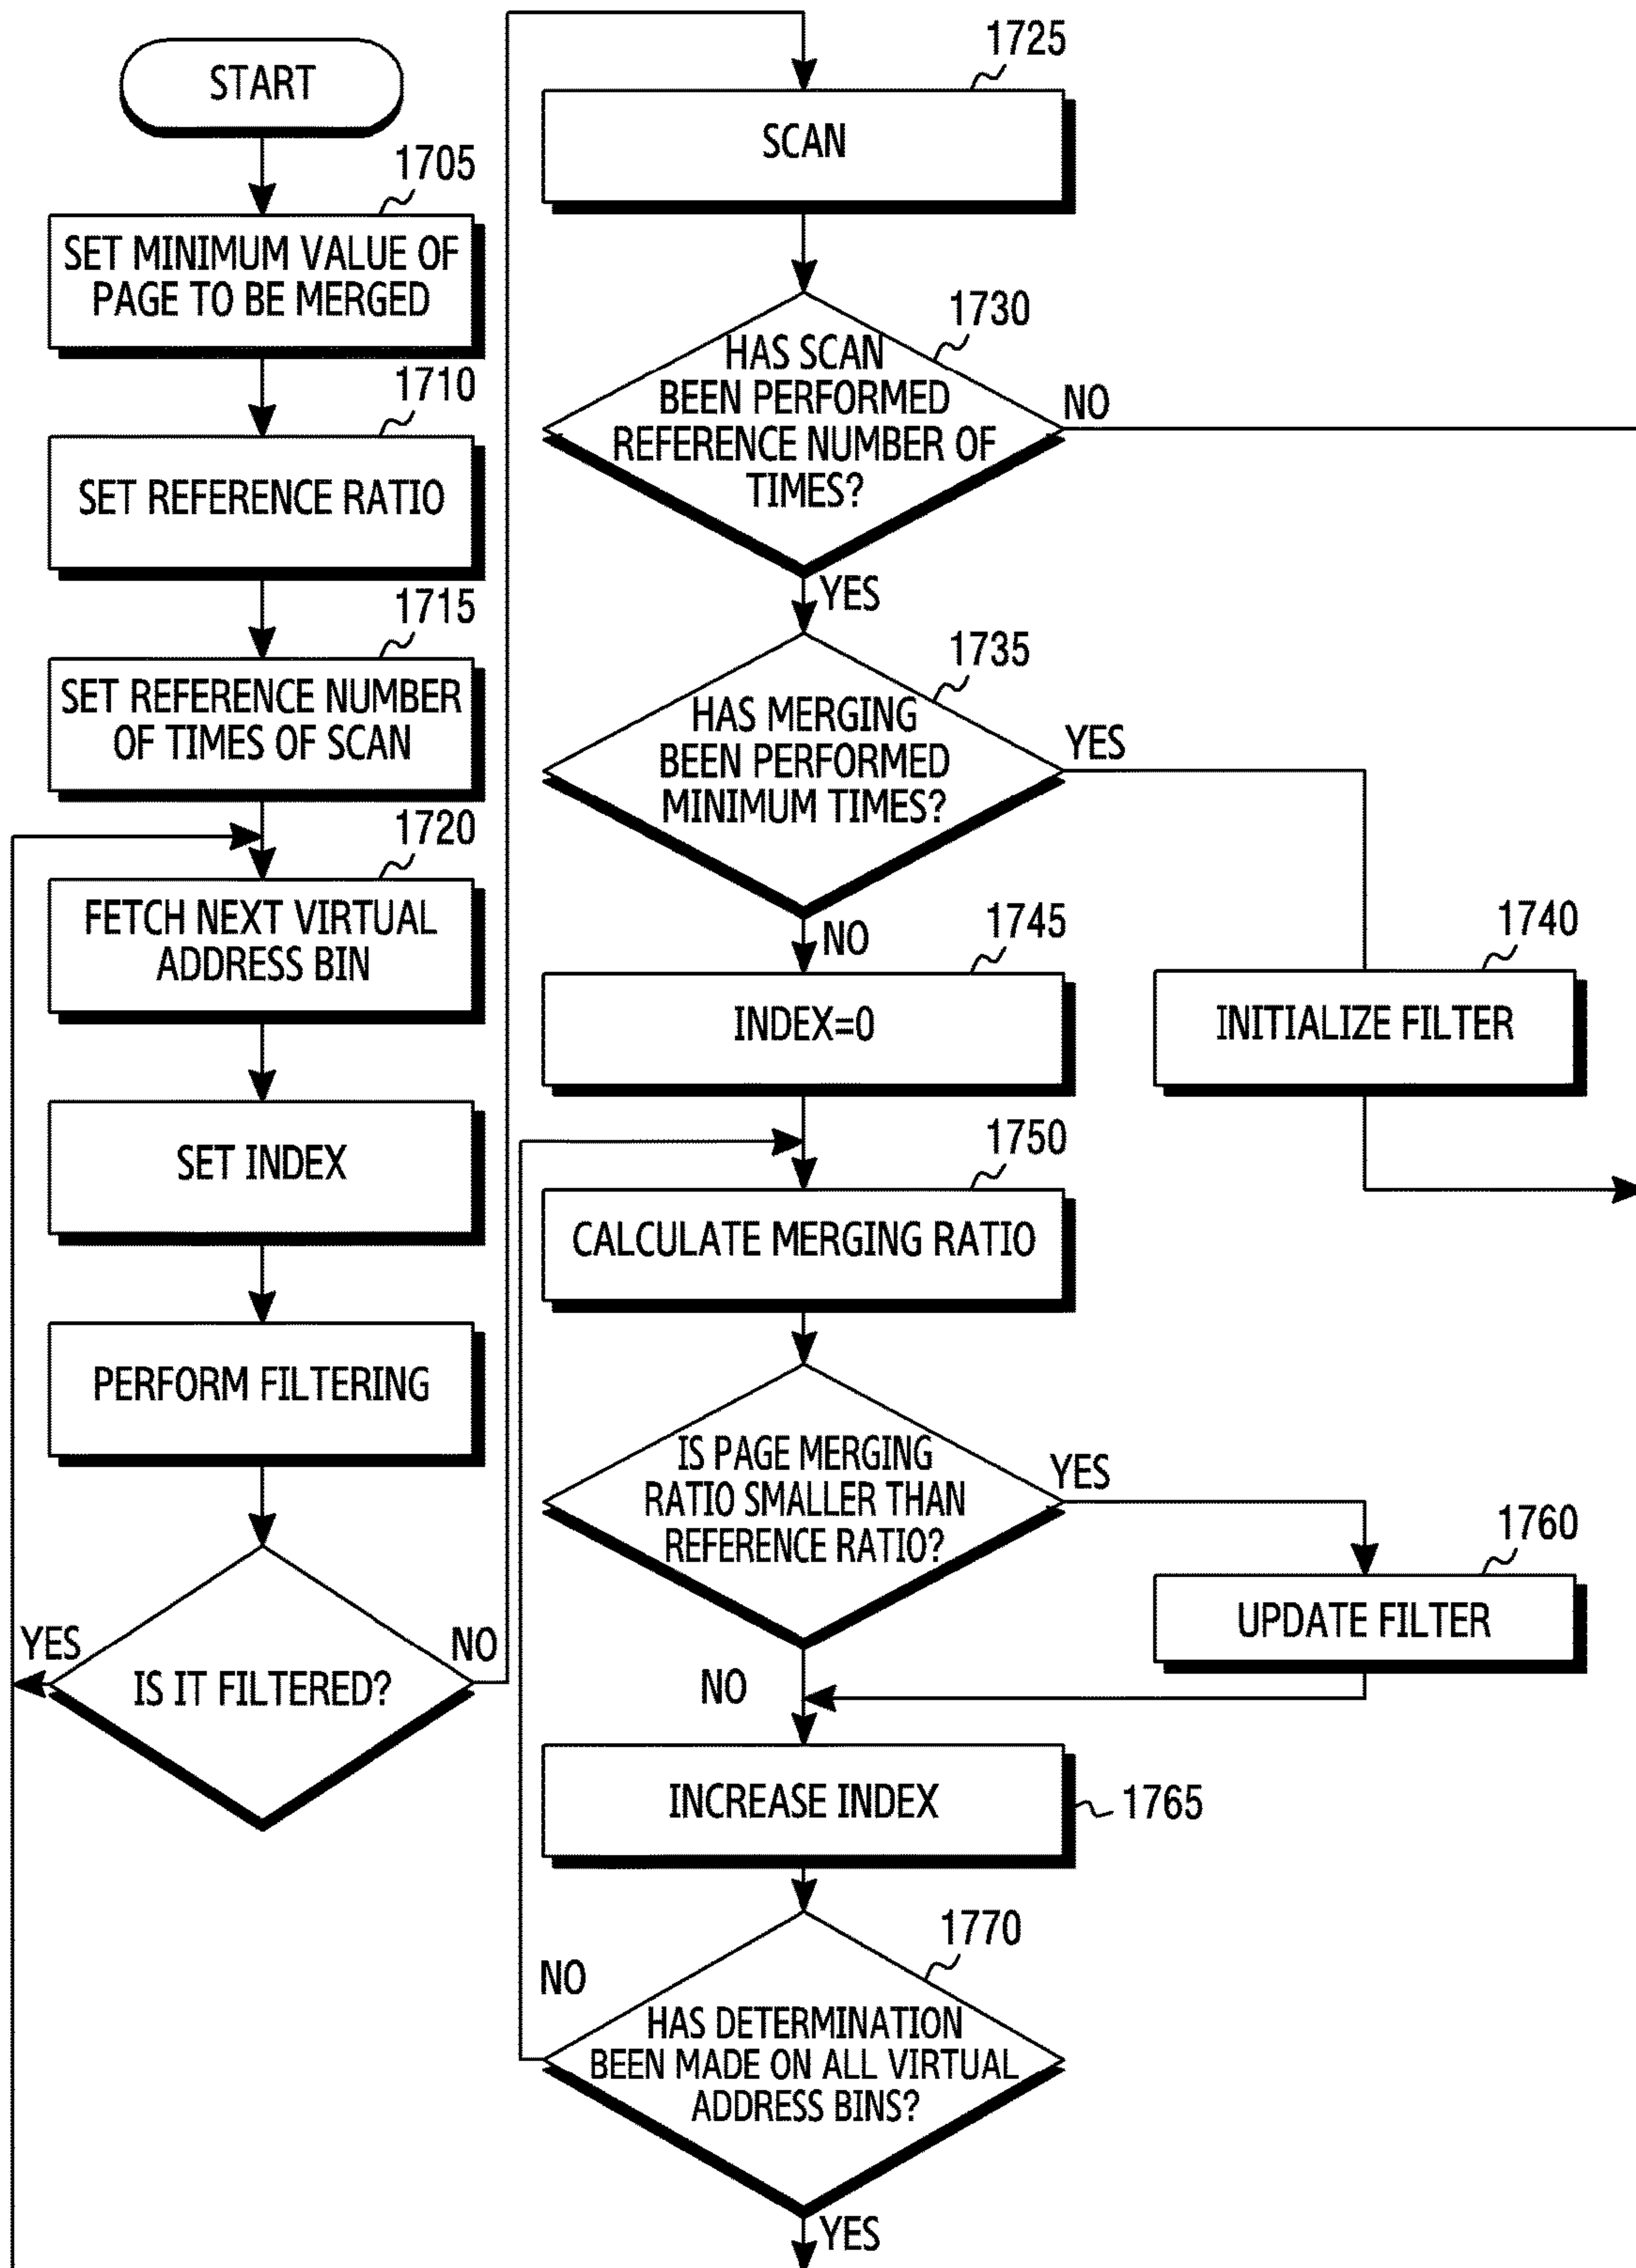 START
1705
SET MINIMUM VALUE OF
PAGE TO BE MERGED
1710
SET REFERENCE RATIO
1715
SET REFERENCE NUMBER
OF TIMES OF SCAN
1720
FETCH NEXT VIRTUAL
ADDRESS BIN
SET INDEX
PERFORM FILTERING
YES
NO
IS IT FILTERED?
1725
SCAN
1730
HAS SCAN
BEEN PERFORMED
REFERENCE NUMBER OF
TIMES?
NO
YES
1735
HAS MERGING
BEEN PERFORMED
MINIMUM TIMES?
YES
NO
1740
INITIALIZE FILTER
1745
INDEX=0
1750
CALCULATE MERGING RATIO
IS PAGE MERGING
RATIO SMALLER THAN
REFERENCE RATIO?
YES
NO
1760
UPDATE FILTER
INCREASE INDEX
1765
1770
NO
HAS DETERMINATION
BEEN MADE ON ALL VIRTUAL
ADDRESS BINS?
YES